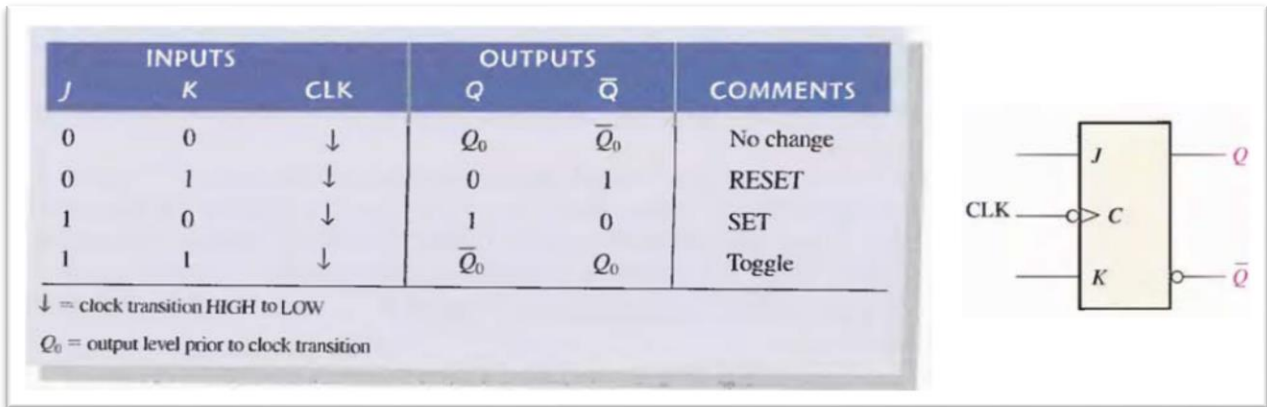 INPUTS OUTPUTS
J K CLK Q Q̅ COMMENTS
0 0 ↓ Q₀ Q̅₀ No change
0 1 ↓ 0 1 RESET
1 0 ↓ 1 0 SET
1 1 ↓ Q̅₀ Q₀ Toggle
↓ = clock transition HIGH to LOW
Q₀ = output level prior to clock transition
J Q
CLK C
K Q̅